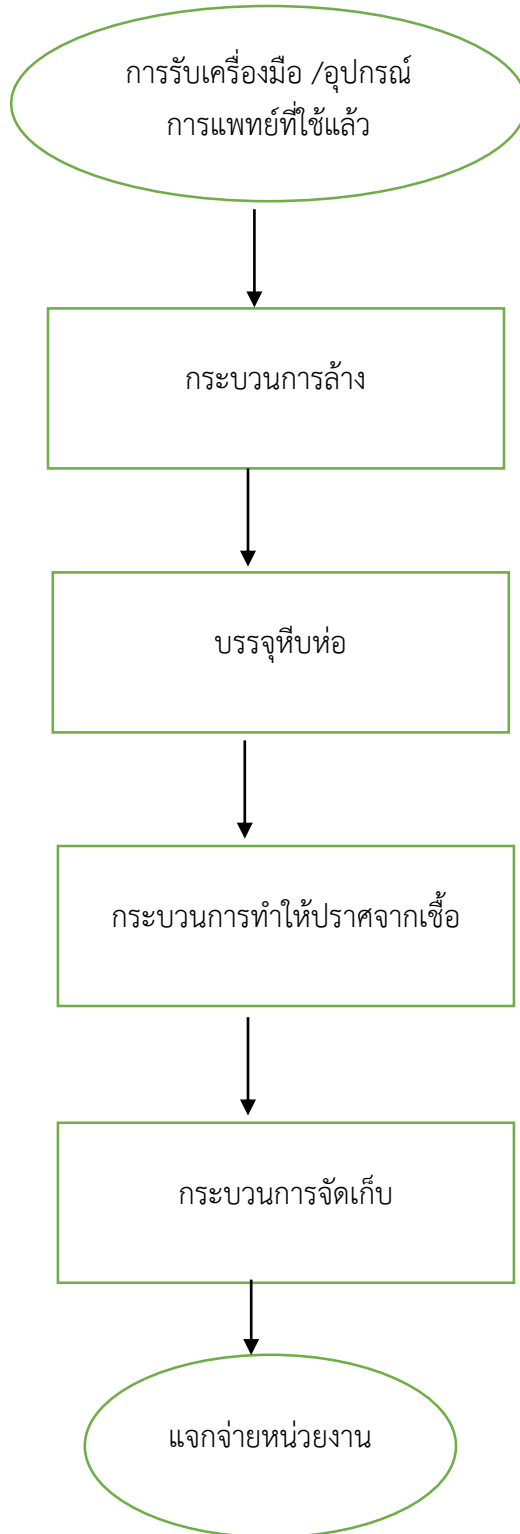 การรับเครื่องมือ /อุปกรณ์
การแพทย์ที่ใช้แล้ว
กระบวนการล้าง
บรรจุหีบห่อ
กระบวนการทำให้ปราศจากเชื้อ
กระบวนการจัดเก็บ
แจกจ่ายหน่วยงาน